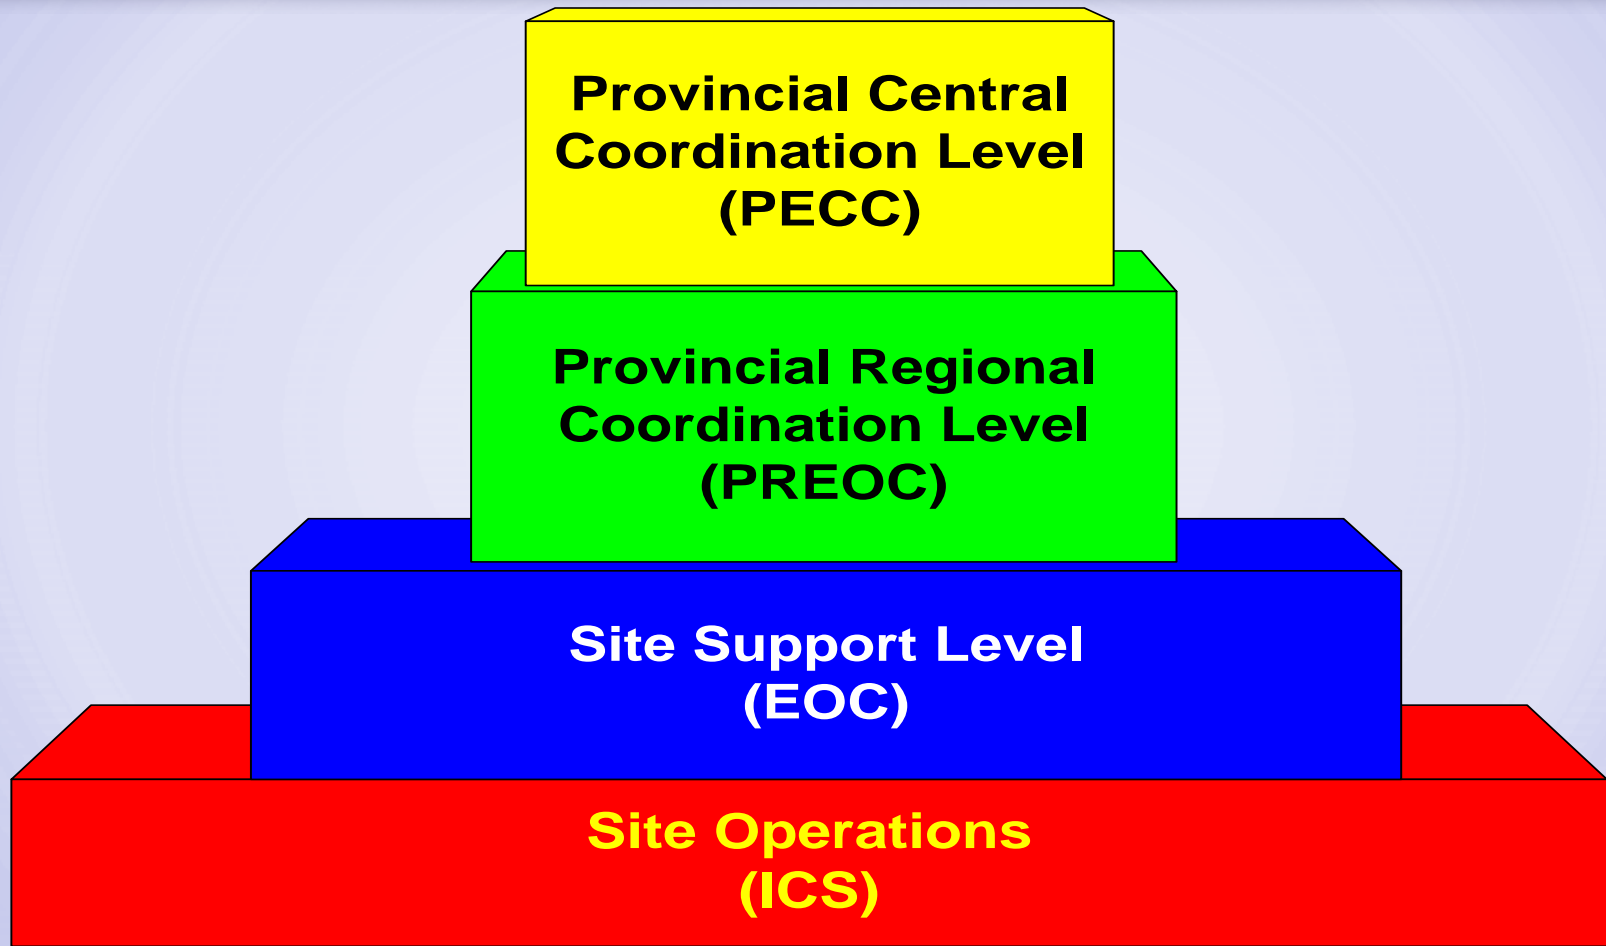 Provincial Central
Coordination Level
(PECC)
Provincial Regional
Coordination Level
(PREOC)
Site Support Level
(EOC)
Site Operations
(ICS)